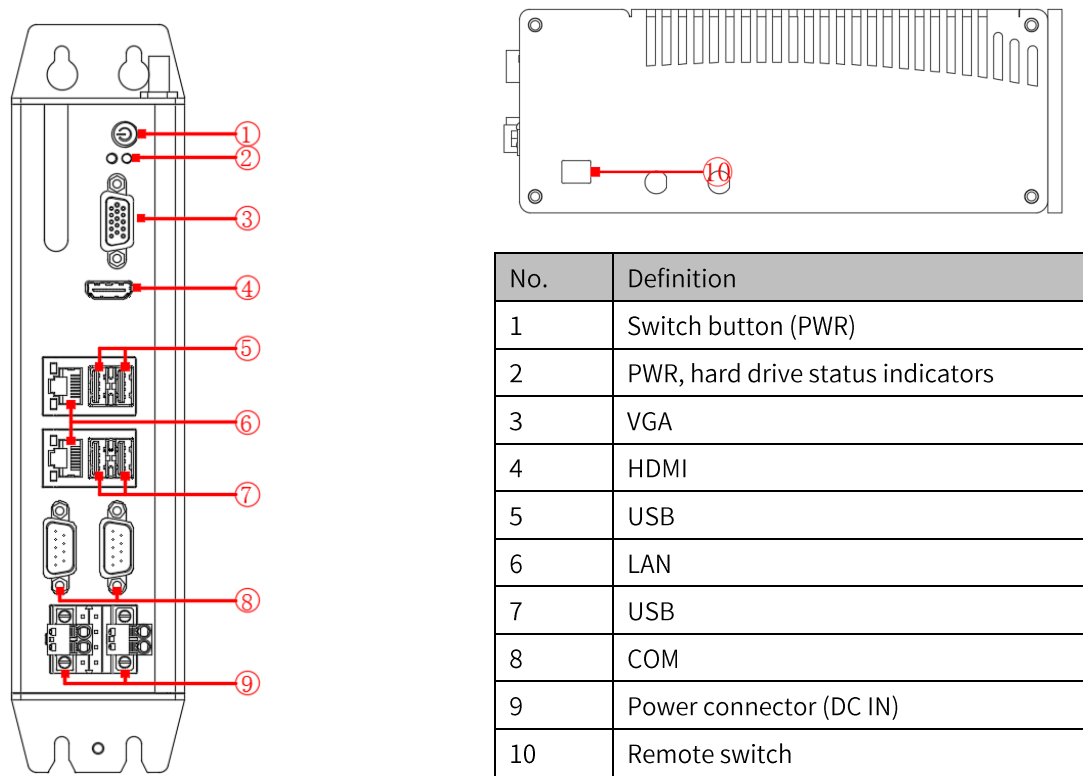 ①
②
③
④
⑤
⑥
⑦
⑧
⑨
⑩
No. Definition
1 Switch button (PWR)
2 PWR, hard drive status indicators
3 VGA
4 HDMI
5 USB
6 LAN
7 USB
8 COM
9 Power connector (DC IN)
10 Remote switch